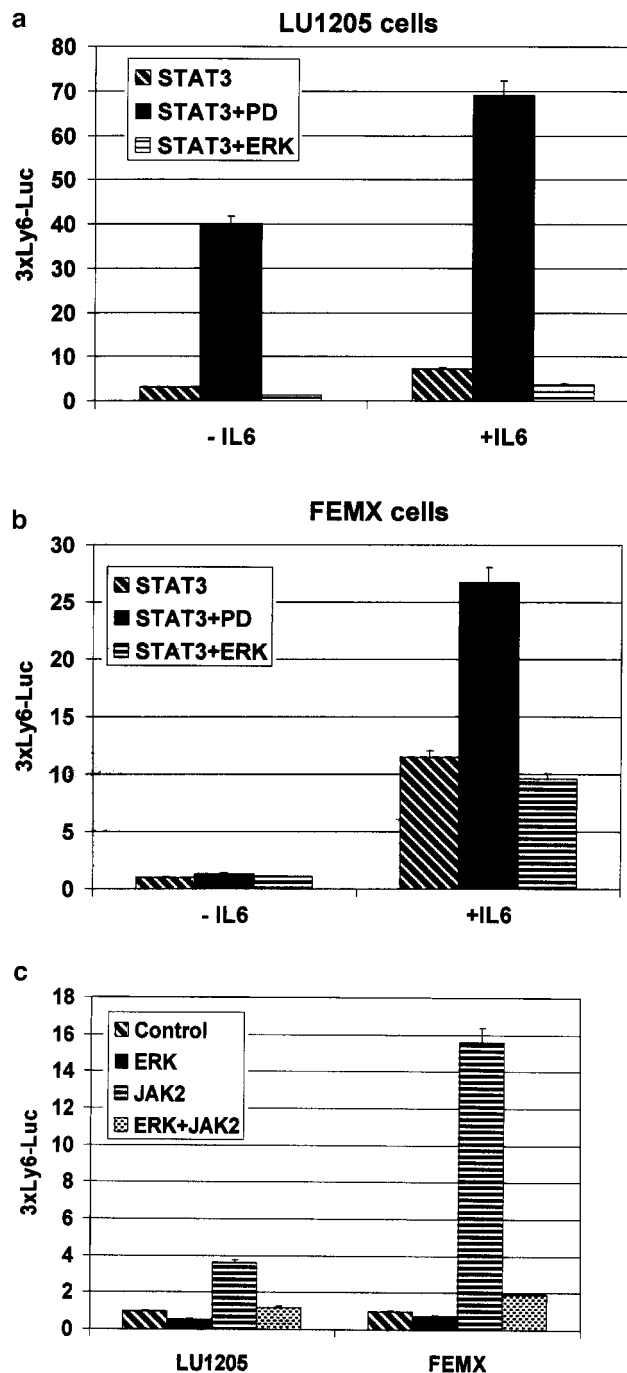 a
LU1205 cells
80
70
60
50
40
30
20
10
0
3xLy6-Luc
STAT3
STAT3+PD
STAT3+ERK
- IL6
+IL6
b
FEMX cells
30
25
20
15
10
5
0
3xLy6-Luc
STAT3
STAT3+PD
STAT3+ERK
- IL6
+IL6
c
18
16
14
12
10
8
6
4
2
0
3xLy6-Luc
Control
ERK
JAK2
ERK+JAK2
LU1205
FEMX